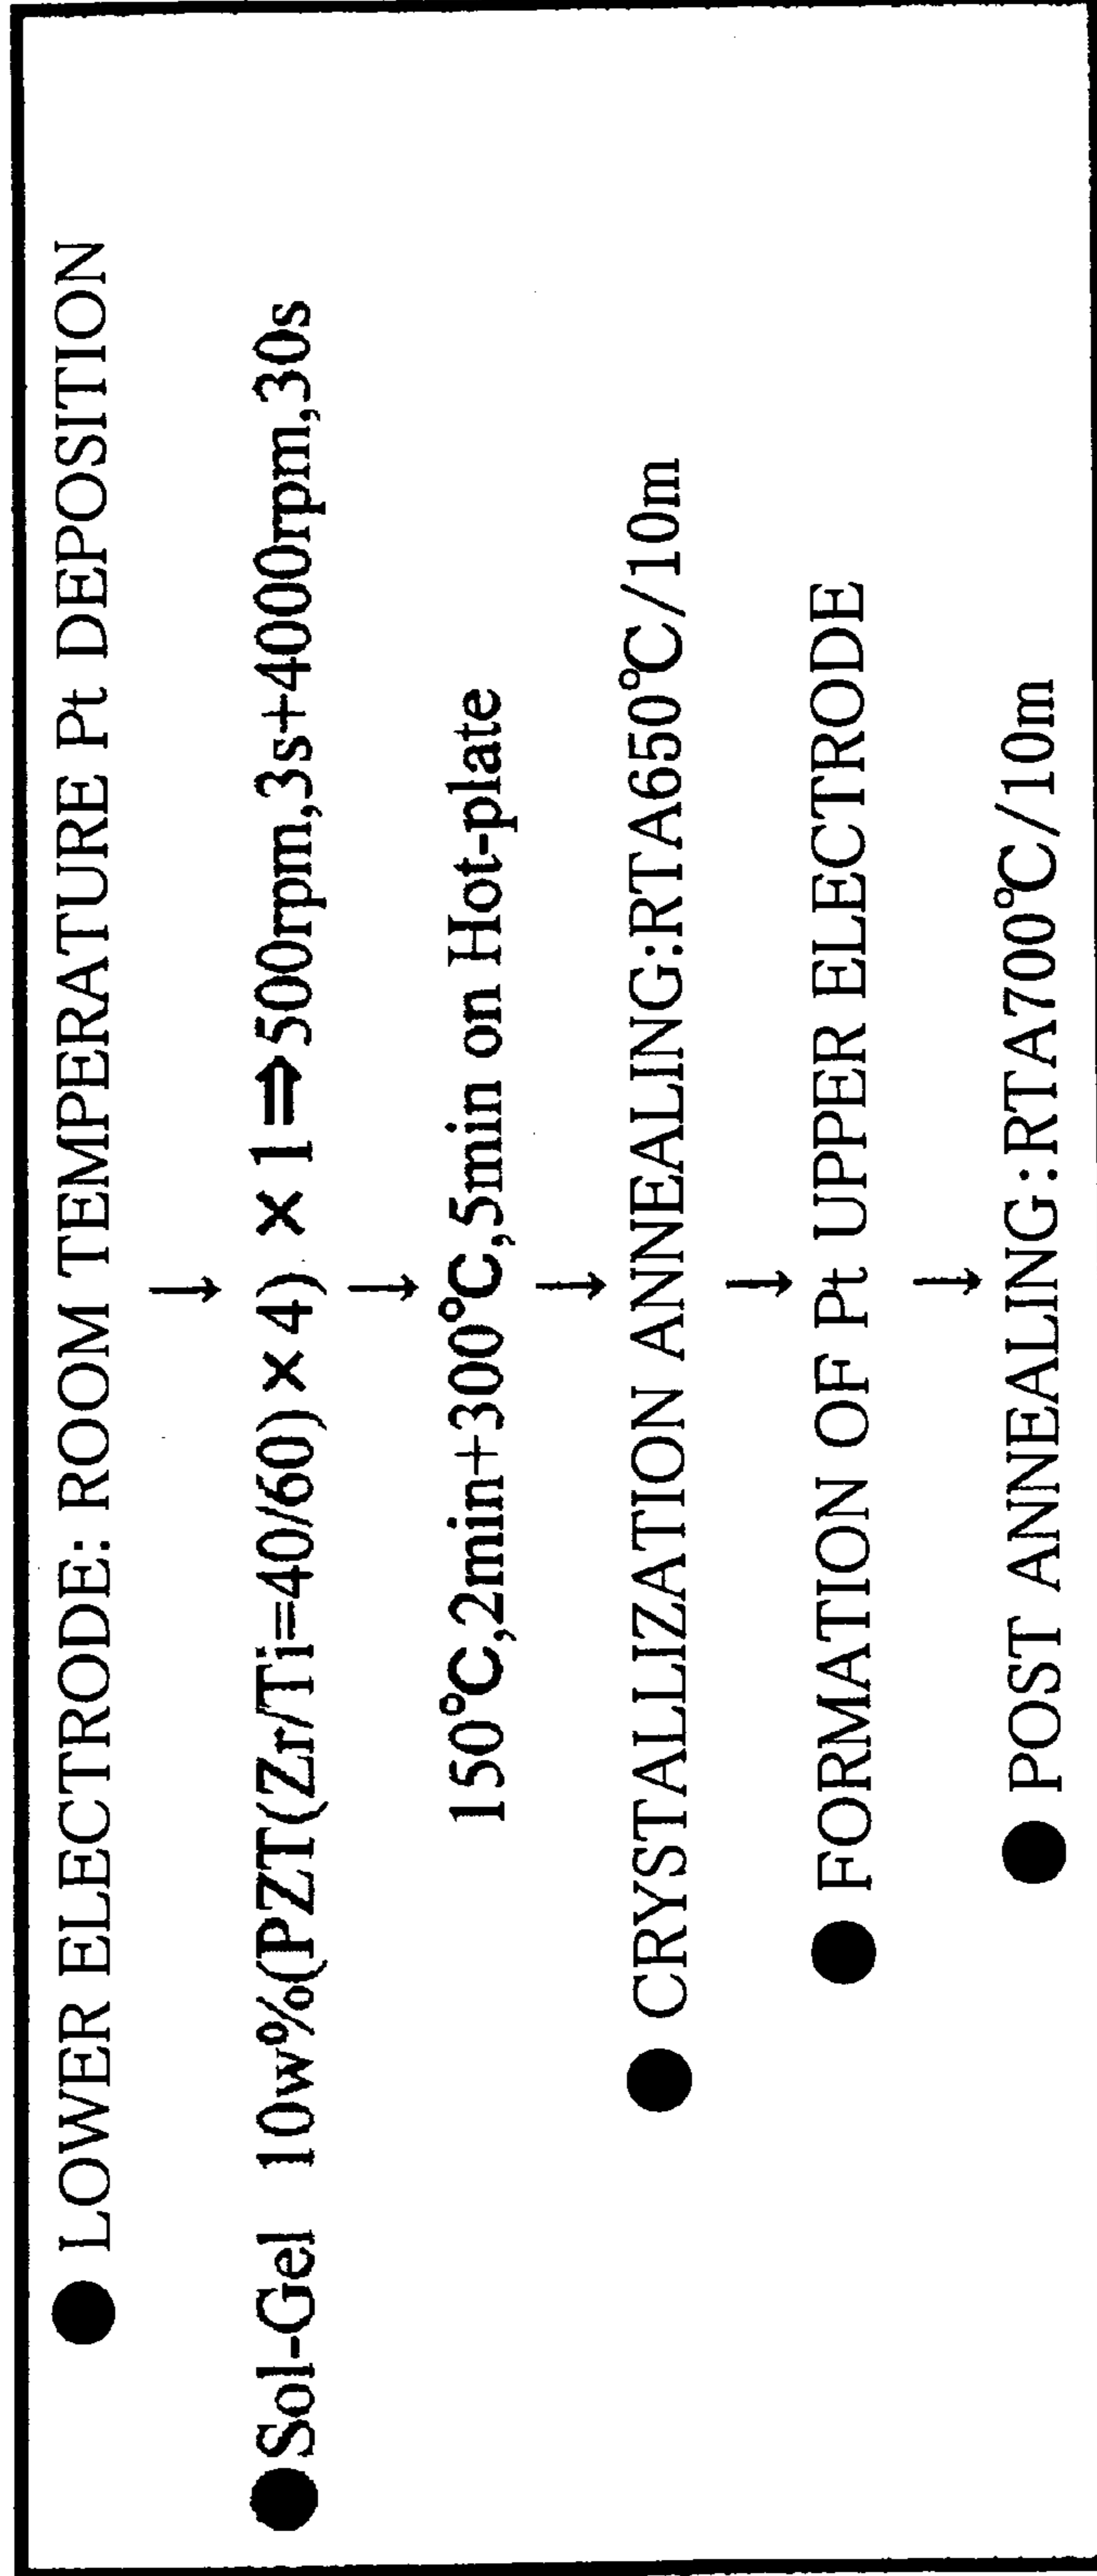 ● LOWER ELECTRODE: ROOM TEMPERATURE Pt DEPOSITION
↓
●Sol-Gel 10w%(PZT(Zr/Ti=40/60)×4) ×1⇒500rpm,3s+4000rpm,30s
↓
150℃,2min+300℃,5min on Hot-plate
↓
● CRYSTALLIZATION ANNEALING:RTA650℃/10m
↓
● FORMATION OF Pt UPPER ELECTRODE
↓
● POST ANNEALING:RTA700℃/10m